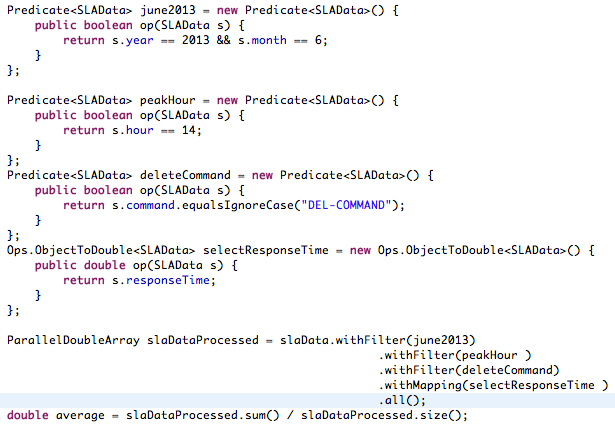 Predicate<SLAData> june2013 = new Predicate<SLAData>() {
    public boolean op(SLAData s) {
        return s.year == 2013 && s.month == 6;
    }
};

Predicate<SLAData> peakHour = new Predicate<SLAData>() {
    public boolean op(SLAData s) {
        return s.hour == 14;
    }
};
Predicate<SLAData> deleteCommand = new Predicate<SLAData>() {
    public boolean op(SLAData s) {
        return s.command.equalsIgnoreCase("DEL-COMMAND");
    }
};
Ops.ObjectToDouble<SLAData> selectResponseTime = new Ops.ObjectToDouble<SLAData>() {
    public double op(SLAData s) {
        return s.responseTime;
    }
};

ParallelDoubleArray slaDataProcessed = slaData.withFilter(june2013)
                                                    .withFilter(peakHour )
                                                    .withFilter(deleteCommand)
                                                    .withMapping(selectResponseTime )
                                                    .all();
double average = slaDataProcessed.sum() / slaDataProcessed.size();